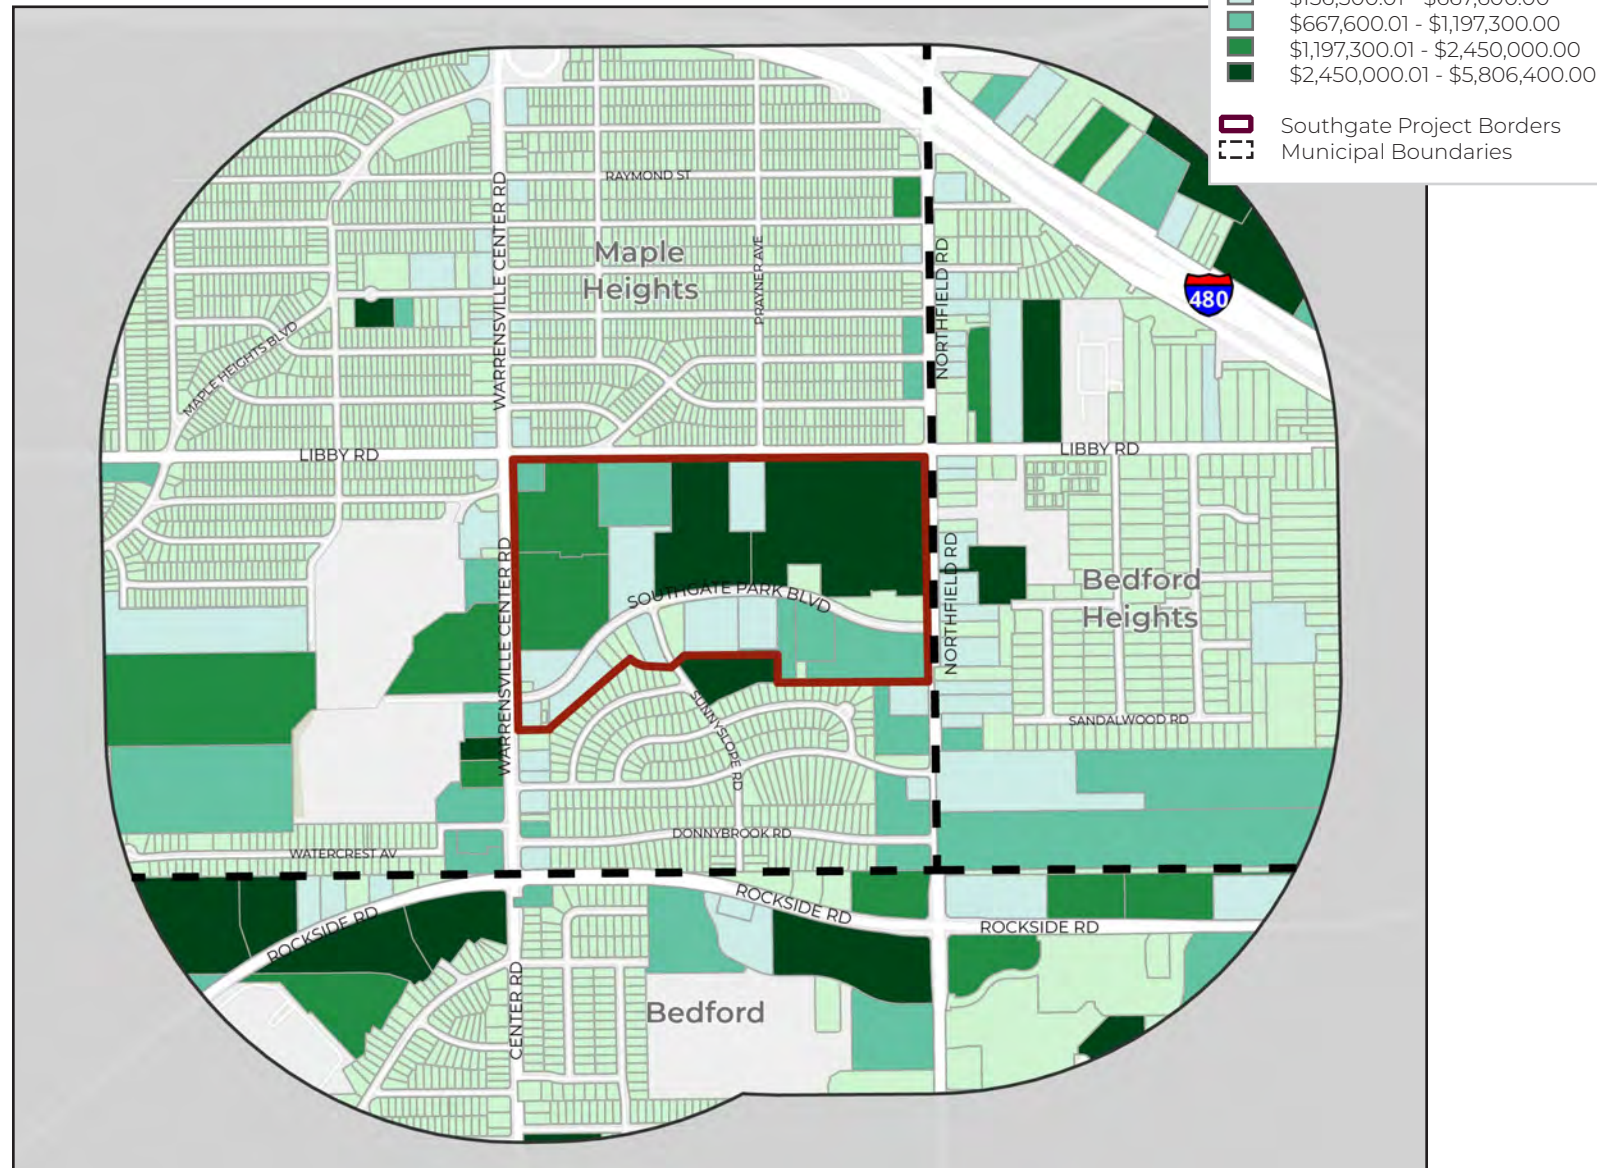 $667,600.01 - $1,197,300.00
$1,197,300.01 - $2,450,000.00
$2,450,000.01 - $5,806,400.00
Southgate Project Borders
Municipal Boundaries
RAYMOND ST
WARRENSVILLE CENTER RD
Maple
Heights
PRAYNER AVE
NORTHFIELD RD
480
MAPLE HEIGHTS BLVD
LIBBY RD
LIBBY RD
WARRENSVILLE CENTER RD
SOUTHGATE PARK BLVD
NORTHFIELD RD
Bedford
Heights
SUNNYSLOPE RD
SANDALWOOD RD
DONNYBROOK RD
WATERCREST AV
ROCKSIDE RD
ROCKSIDE RD
ROCKSIDE RD
CENTER RD
Bedford